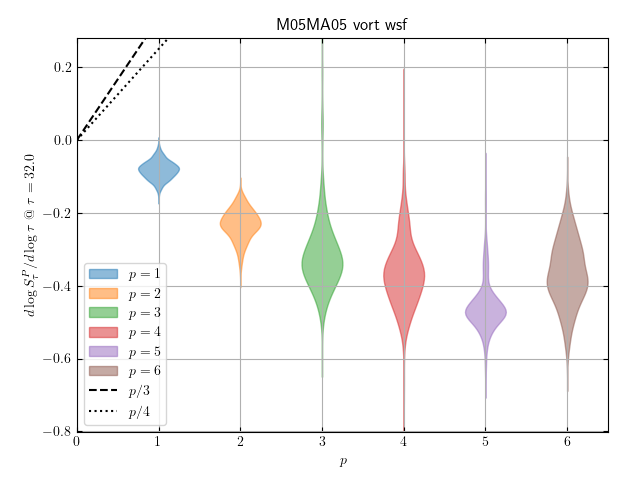 M05MA05 vort wsf
d log S_τ^P / d log τ @ τ = 32.0
0.2
0.0
−0.2
−0.4
−0.6
−0.8
p = 1
p = 2
p = 3
p = 4
p = 5
p = 6
p/3
p/4
0 1 2 3 4 5 6
p